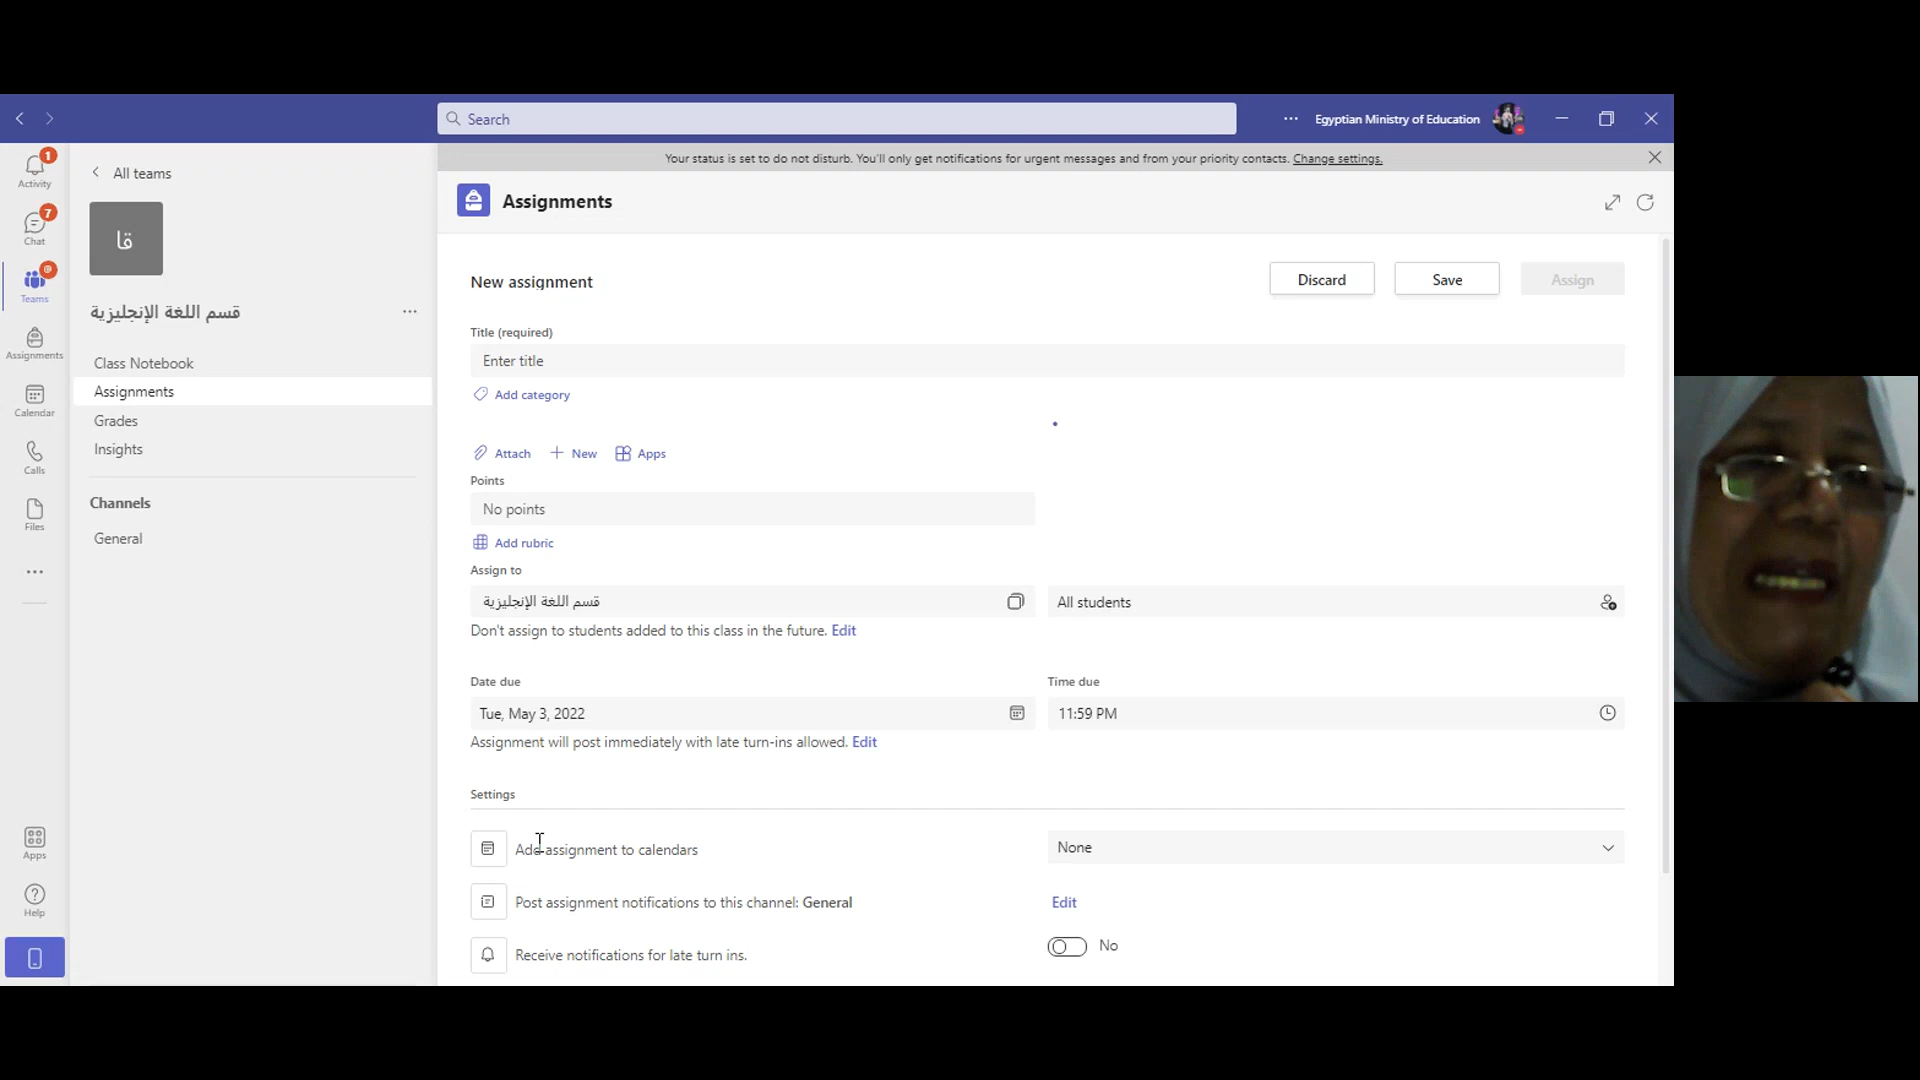 Search
Egyptian Ministry of Education
Your status is set to do not disturb. You'll only get notifications for urgent messages and from your priority contacts. Change settings.
1
Activity
7
Chat
@
Teams
Assignments
Calendar
Calls
Files
Apps
Help
All teams
قا
قسم اللغة الإنجليزية
Class Notebook
Assignments
Grades
Insights
Channels
General
Assignments
New assignment
Discard
Save
Assign
Title (required)
Enter title
Add category
Attach
New
Apps
Points
No points
Add rubric
Assign to
قسم اللغة الإنجليزية
All students
Don't assign to students added to this class in the future. Edit
Date due
Time due
Tue, May 3, 2022
11:59 PM
Assignment will post immediately with late turn-ins allowed. Edit
Settings
Add assignment to calendars
None
Post assignment notifications to this channel: General
Edit
Receive notifications for late turn ins.
No